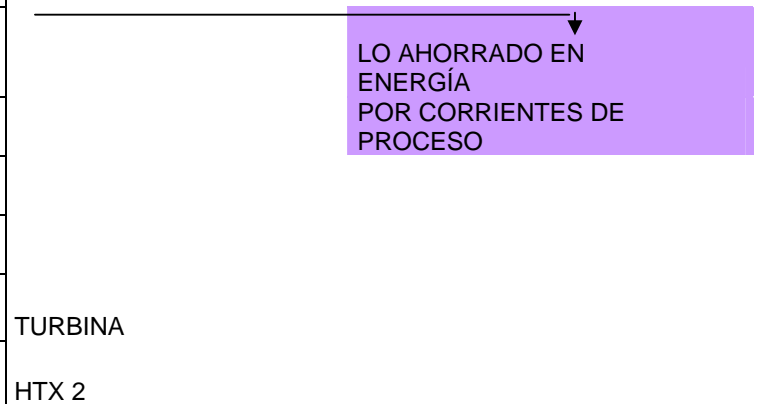 LO AHORRADO EN
ENERGÍA
POR CORRIENTES DE
PROCESO
TURBINA
HTX 2